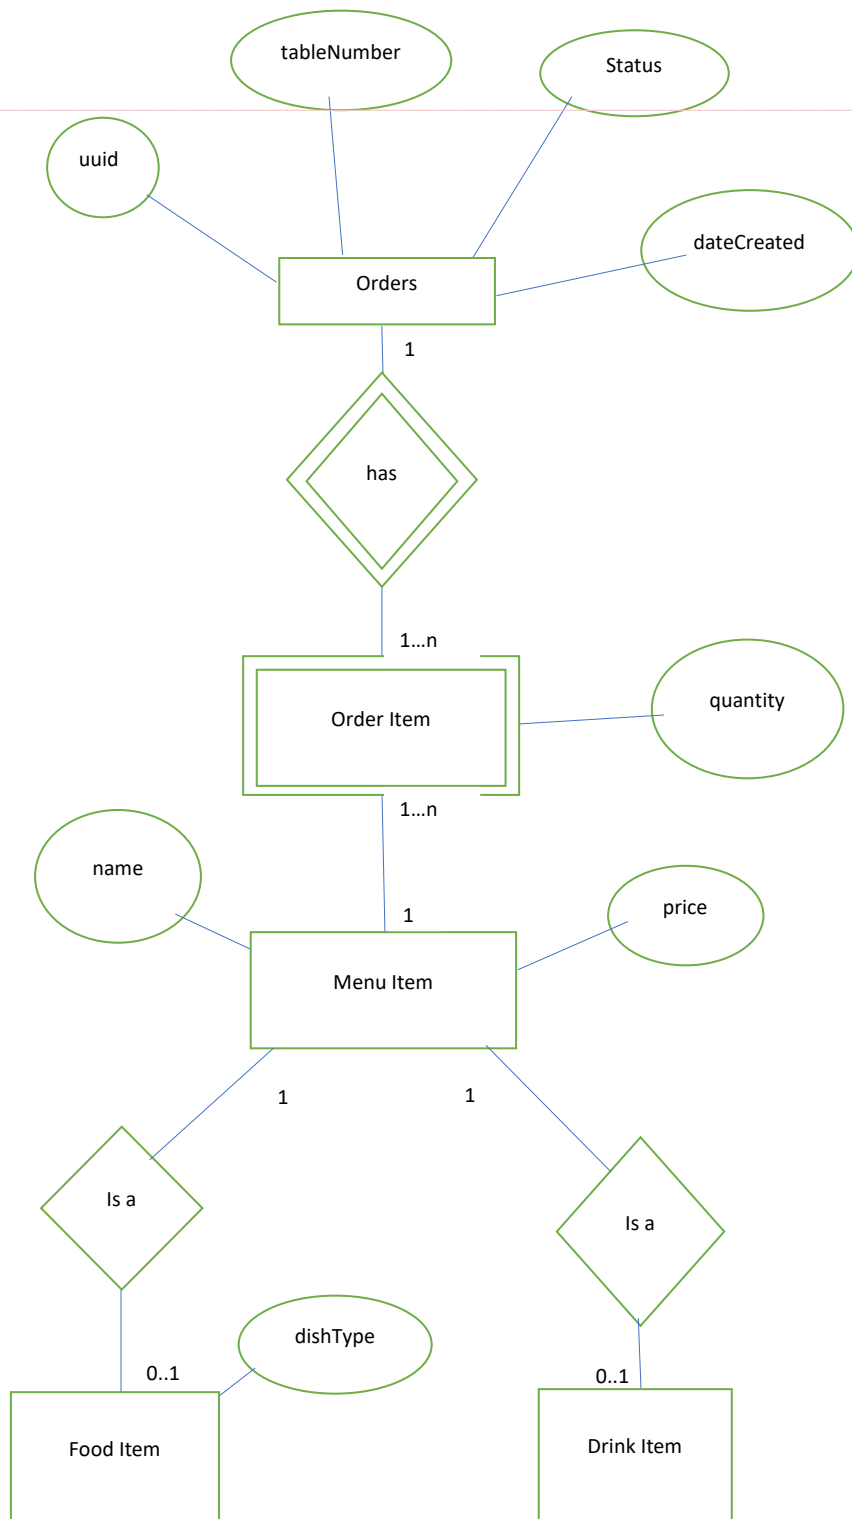 tableNumber
Status
uuid
dateCreated
Orders
1
has
1…n
quantity
Order Item
1…n
name
price
1
Menu Item
1
1
Is a
Is a
dishType
0..1
0..1
Food Item
Drink Item